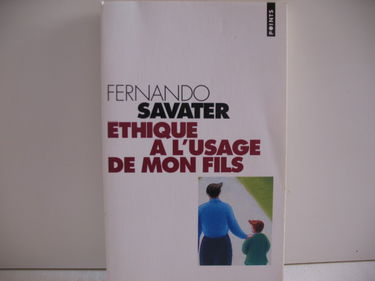 POINTS
FERNANDO
SAVATER
ETHIQUE
A L'USAGE
DE MON FILS